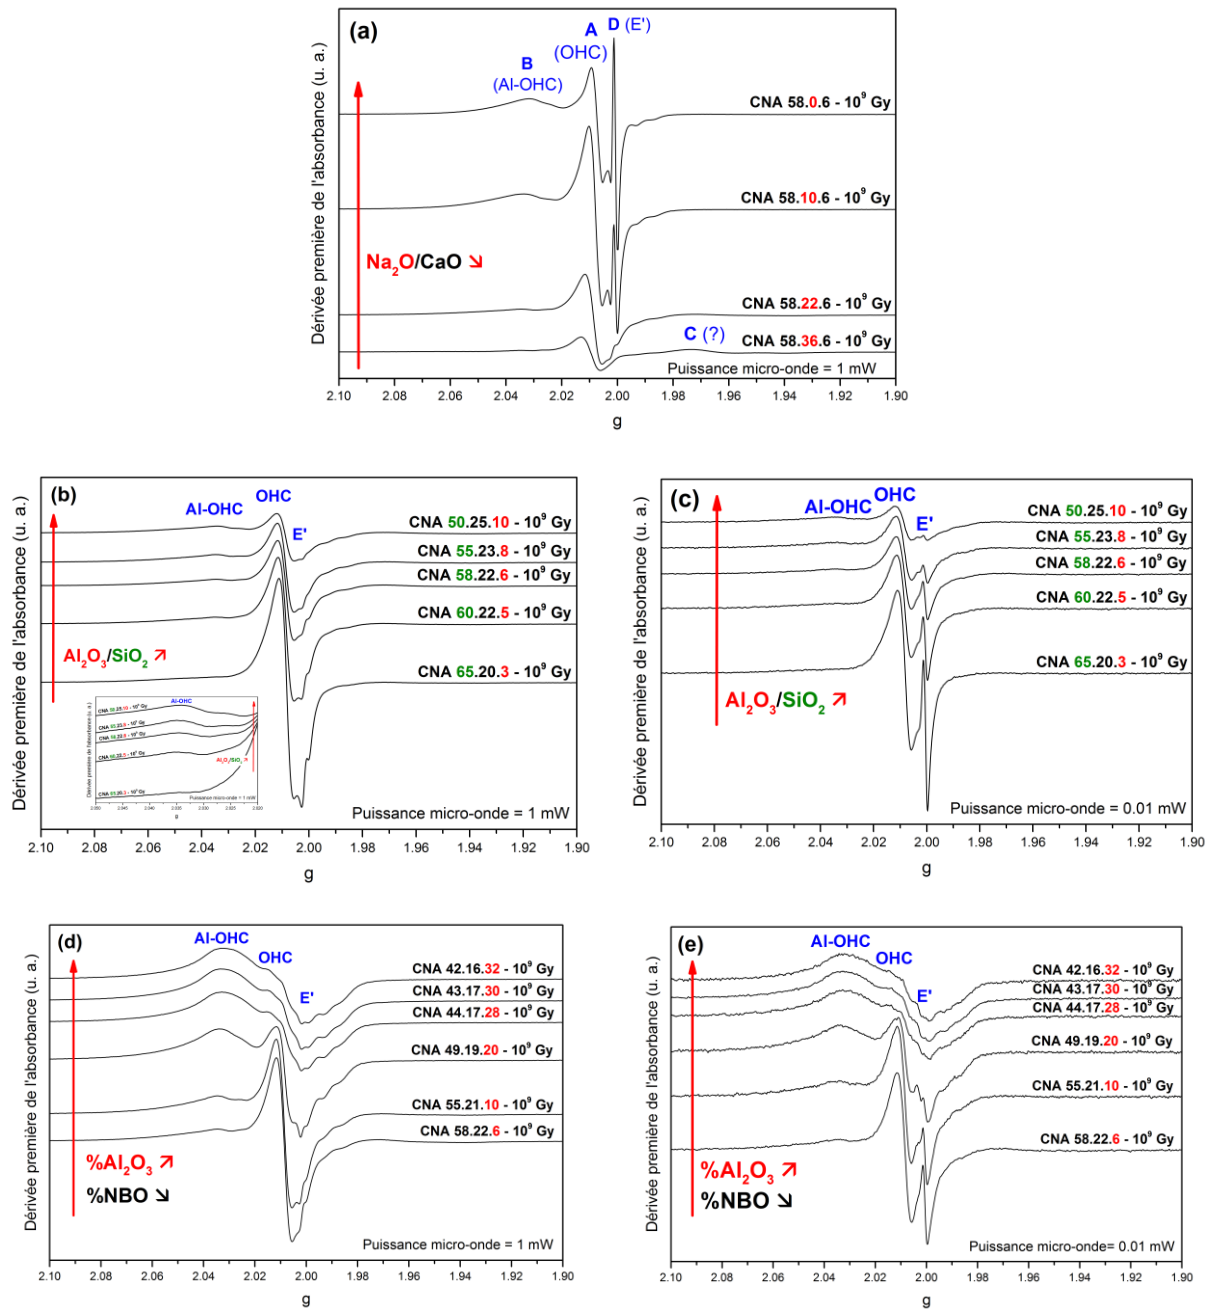 (a)
B
(Al-OHC)
A
(OHC)
D (E')
CNA 58.0.6 - 10⁹ Gy
CNA 58.10.6 - 10⁹ Gy
Na₂O/CaO ↘
CNA 58.22.6 - 10⁹ Gy
CNA 58.36.6 - 10⁹ Gy
C (?)
Puissance micro-onde = 1 mW
Dérivée première de l'absorbance (u. a.)
2.10 2.08 2.06 2.04 2.02 2.00 1.98 1.96 1.94 1.92 1.90
g
(b)
Al-OHC
OHC
E'
CNA 50.25.10 - 10⁹ Gy
CNA 55.23.8 - 10⁹ Gy
CNA 58.22.6 - 10⁹ Gy
CNA 60.22.5 - 10⁹ Gy
Al₂O₃/SiO₂ ↗
CNA 65.20.3 - 10⁹ Gy
Al-OHC
Al₂O₃/SiO₂ ↗
Puissance micro-onde = 1 mW
Dérivée première de l'absorbance (u. a.)
g
Puissance micro-onde = 1 mW
Dérivée première de l'absorbance (u. a.)
2.10 2.08 2.06 2.04 2.02 2.00 1.98 1.96 1.94 1.92 1.90
g
(c)
Al-OHC
OHC
E'
CNA 50.25.10 - 10⁹ Gy
CNA 55.23.8 - 10⁹ Gy
CNA 58.22.6 - 10⁹ Gy
CNA 60.22.5 - 10⁹ Gy
CNA 65.20.3 - 10⁹ Gy
Al₂O₃/SiO₂ ↗
Puissance micro-onde = 0.01 mW
Dérivée première de l'absorbance (u. a.)
2.10 2.08 2.06 2.04 2.02 2.00 1.98 1.96 1.94 1.92 1.90
g
(d)
Al-OHC
OHC
E'
CNA 42.16.32 - 10⁹ Gy
CNA 43.17.30 - 10⁹ Gy
CNA 44.17.28 - 10⁹ Gy
CNA 49.19.20 - 10⁹ Gy
CNA 55.21.10 - 10⁹ Gy
CNA 58.22.6 - 10⁹ Gy
%Al₂O₃ ↗
%NBO ↘
Puissance micro-onde = 1 mW
Dérivée première de l'absorbance (u. a.)
2.10 2.08 2.06 2.04 2.02 2.00 1.98 1.96 1.94 1.92 1.90
g
(e)
Al-OHC
OHC
E'
CNA 42.16.32 - 10⁹ Gy
CNA 43.17.30 - 10⁹ Gy
CNA 44.17.28 - 10⁹ Gy
CNA 49.19.20 - 10⁹ Gy
CNA 55.21.10 - 10⁹ Gy
CNA 58.22.6 - 10⁹ Gy
%Al₂O₃ ↗
%NBO ↘
Puissance micro-onde= 0.01 mW
Dérivée première de l'absorbance (u. a.)
2.10 2.08 2.06 2.04 2.02 2.00 1.98 1.96 1.94 1.92 1.90
g